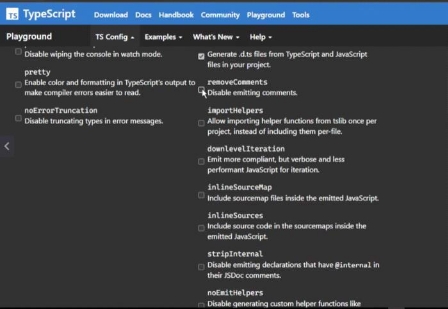 TS TypeScript Download Docs Handbook Community Playground Tools
Playground TS Config Examples What's New Help
Disable wiping the console in watch mode.
pretty
Enable color and formatting in TypeScript's output to
make compiler errors easier to read.
noErrorTruncation
Disable truncating types in error messages.
Generate .d.ts files from TypeScript and JavaScript
files in your project.
removeComments
Disable emitting comments.
importHelpers
Allow importing helper functions from tslib once per
project, instead of including them per-file.
downlevelIteration
Emit more compliant, but verbose and less
performant JavaScript for iteration.
inlineSourceMap
Include sourcemap files inside the emitted JavaScript.
inlineSources
Include source code in the sourcemaps inside the
emitted JavaScript.
stripInternal
Disable emitting declarations that have @internal in
their JSDoc comments.
noEmitHelpers
Disable generating custom helper functions like